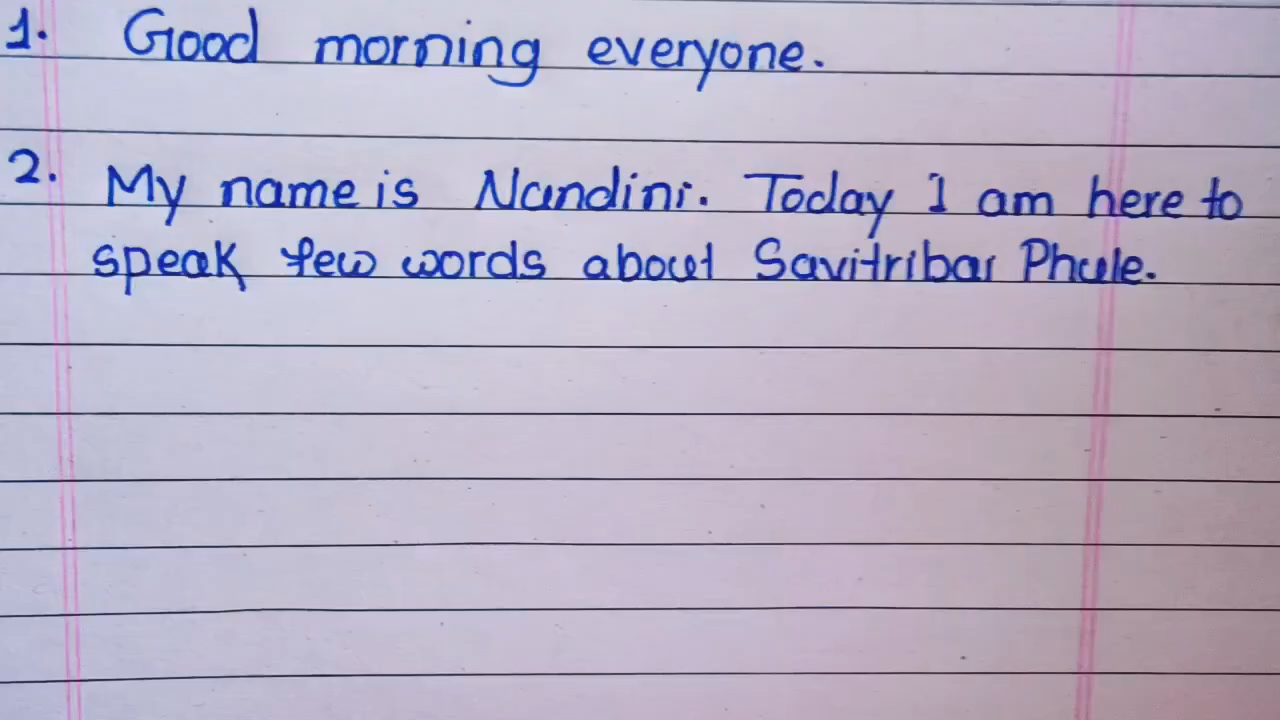 1. Good morning everyone.
2. My name is Nandini. Today I am here to
speak few words about Savitribai Phule.